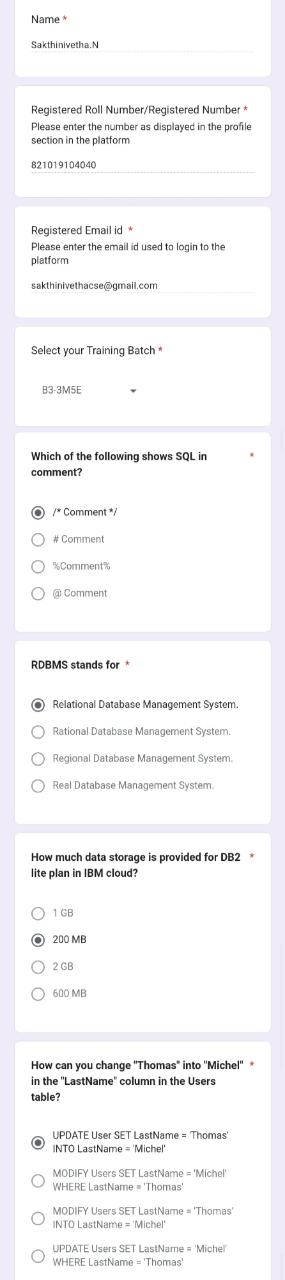 Name *
Sakthinivetha.N
Registered Roll Number/Registered Number *
Please enter the number as displayed in the profile
section in the platform
821019104040
Registered Email id *
Please enter the email id used to login to the
platform
sakthinivethacse@gmail.com
Select your Training Batch *
B3-3M5E
Which of the following shows SQL in *
comment?
/* Comment */
# Comment
%Comment%
@ Comment
RDBMS stands for *
Relational Database Management System.
Rational Database Management System.
Regional Database Management System.
Real Database Management System.
How much data storage is provided for DB2 *
lite plan in IBM cloud?
1 GB
200 MB
2 GB
600 MB
How can you change "Thomas" into "Michel" *
in the "LastName" column in the Users
table?
UPDATE User SET LastName = 'Thomas'
INTO LastName = 'Michel'
MODIFY Users SET LastName = 'Michel'
WHERE LastName = 'Thomas'
MODIFY Users SET LastName = 'Thomas'
INTO LastName = 'Michel'
UPDATE Users SET LastName = 'Michel'
WHERE LastName = 'Thomas'